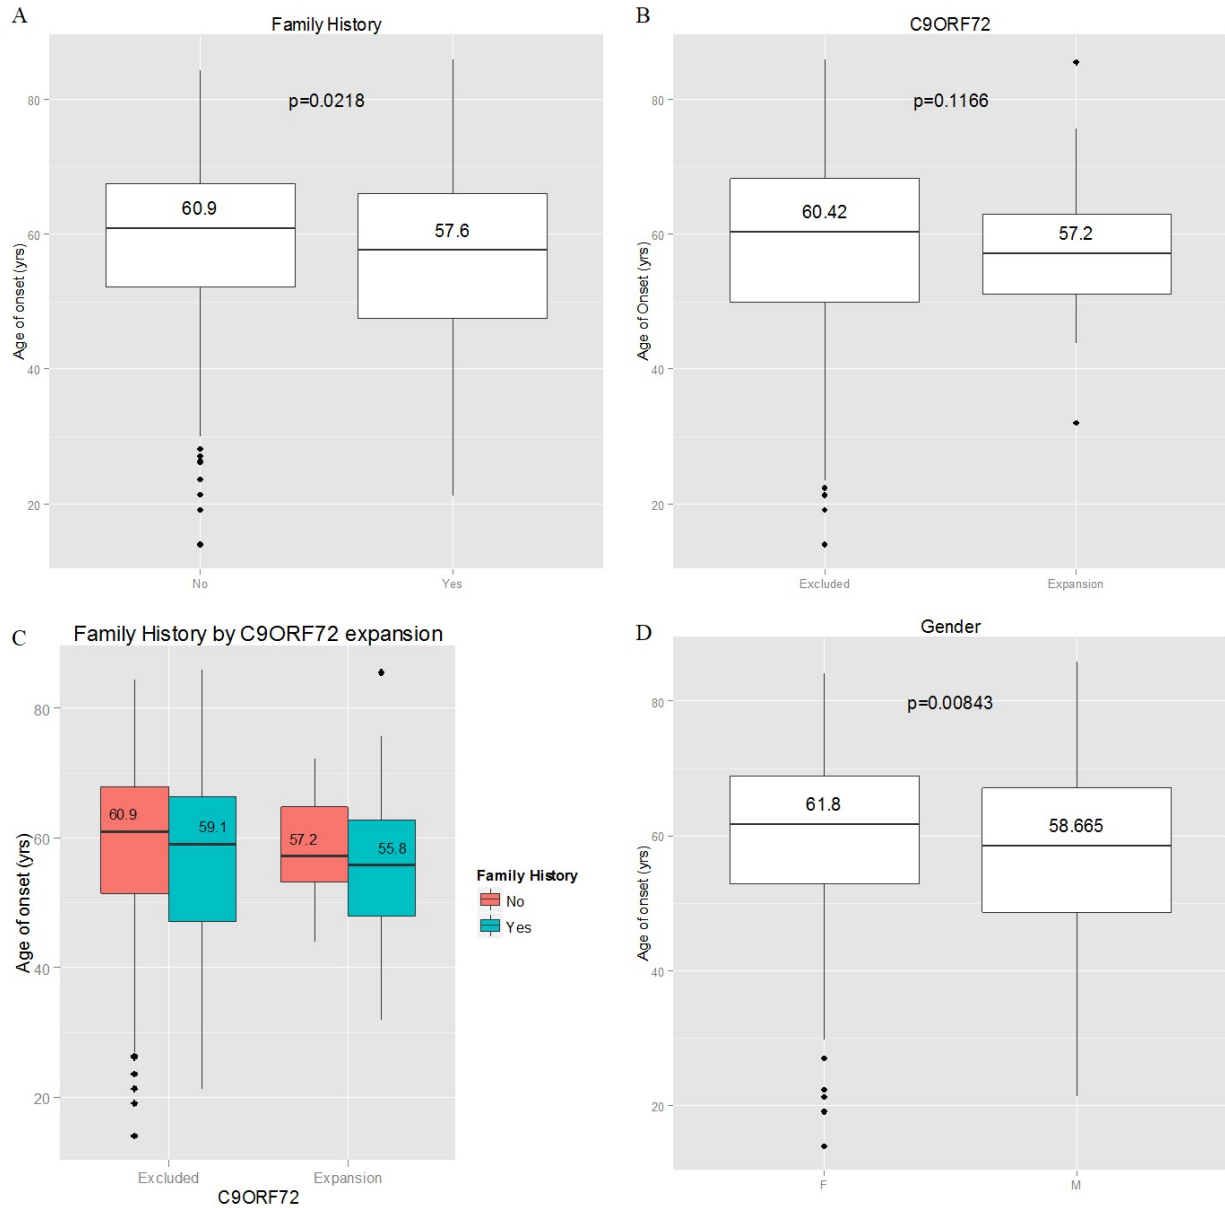 A
Family History
p=0.0218
Age of onset (yrs)
80
60
40
20
60.9
57.6
No
Yes
B
C9ORF72
p=0.1166
Age of Onset (yrs)
80
60
40
20
60.42
57.2
Excluded
Expansion
C
Family History by C9ORF72 expansion
Age of onset (yrs)
80
60
40
20
60.9
59.1
57.2
55.8
Excluded
Expansion
C9ORF72
Family History
No
Yes
D
Gender
p=0.00843
Age of onset (yrs)
80
60
40
20
61.8
58.665
F
M